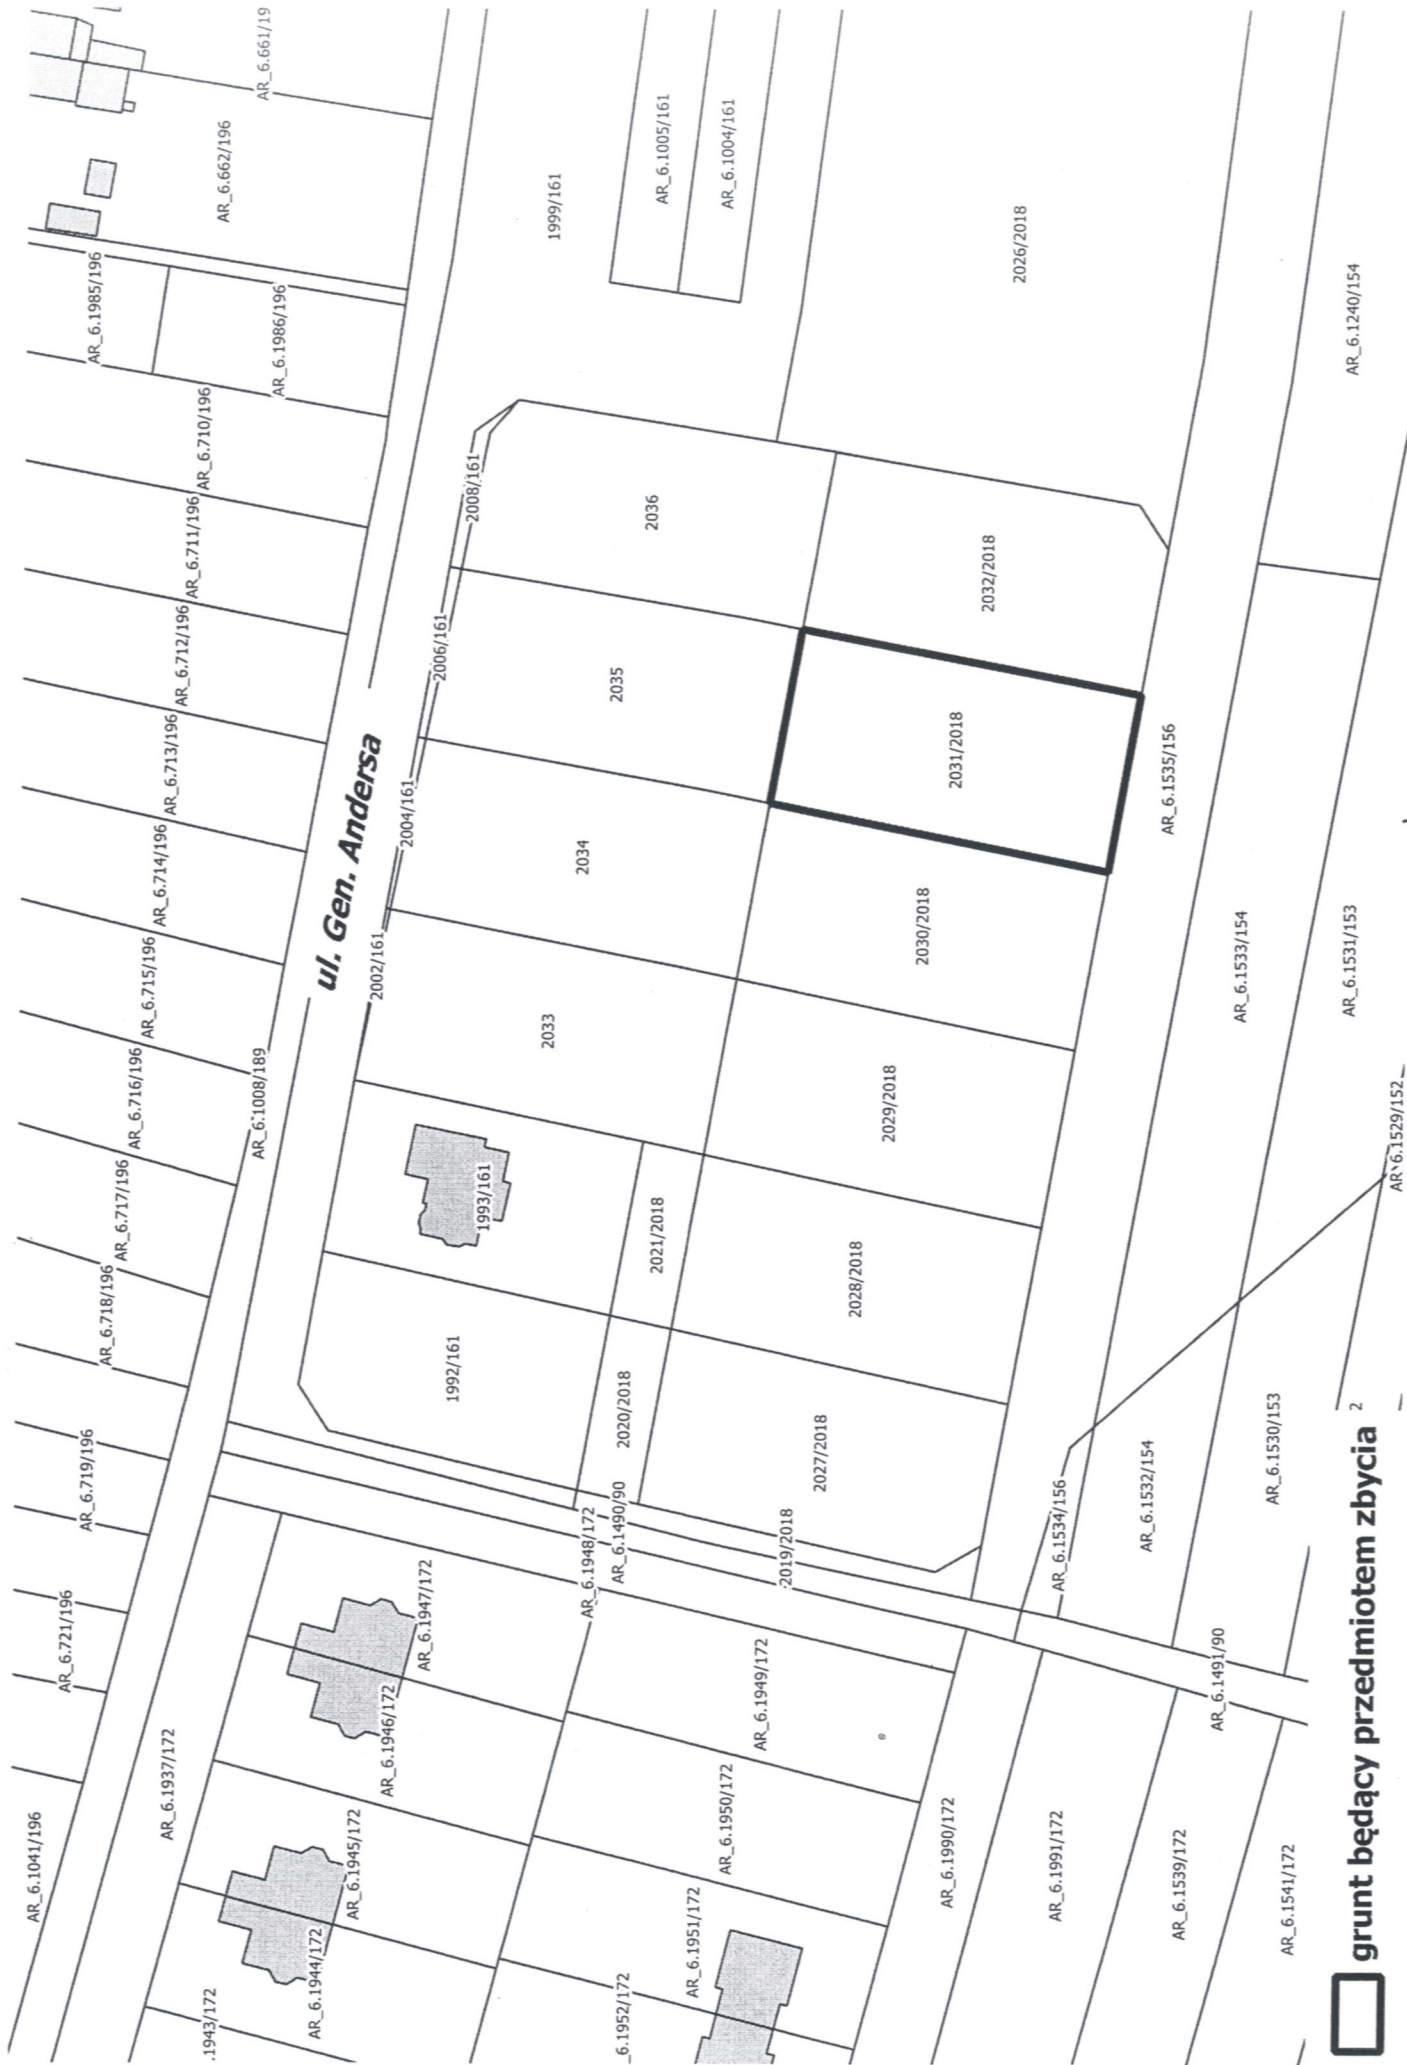 AR_6.1041/196
AR_6.721/196
AR_6.719/196
AR_6.718/196
AR_6.717/196
AR_6.716/196
AR_6.715/196
AR_6.714/196
AR_6.713/196
AR_6.712/196
AR_6.711/196
AR_6.710/196
AR_6.1985/196
AR_6.1986/196
AR_6.662/196
AR_6.661/19
AR_6.1937/172
AR_6.1008/189
ul. Gen. Andersa
2002/161
2004/161
2006/161
2008/161
1999/161
AR_6.1005/161
AR_6.1004/161
.1943/172
AR_6.1944/172
AR_6.1945/172
AR_6.1946/172
AR_6.1947/172
1992/161
1993/161
2033
2034
2035
2036
AR_6.1948/172
AR_6.1490/90
2020/2018
2021/2018
_6.1952/172
AR_6.1951/172
AR_6.1950/172
AR_6.1949/172
2019/2018
2027/2018
2028/2018
2029/2018
2030/2018
2031/2018
2032/2018
2026/2018
AR_6.1990/172
AR_6.1991/172
AR_6.1534/156
AR_6.1535/156
AR_6.1539/172
AR_6.1491/90
AR_6.1532/154
AR_6.1533/154
AR_6.1240/154
AR_6.1541/172
AR_6.1530/153
AR_6.1531/153
AR_6.1529/152
2
grunt będący przedmiotem zbycia